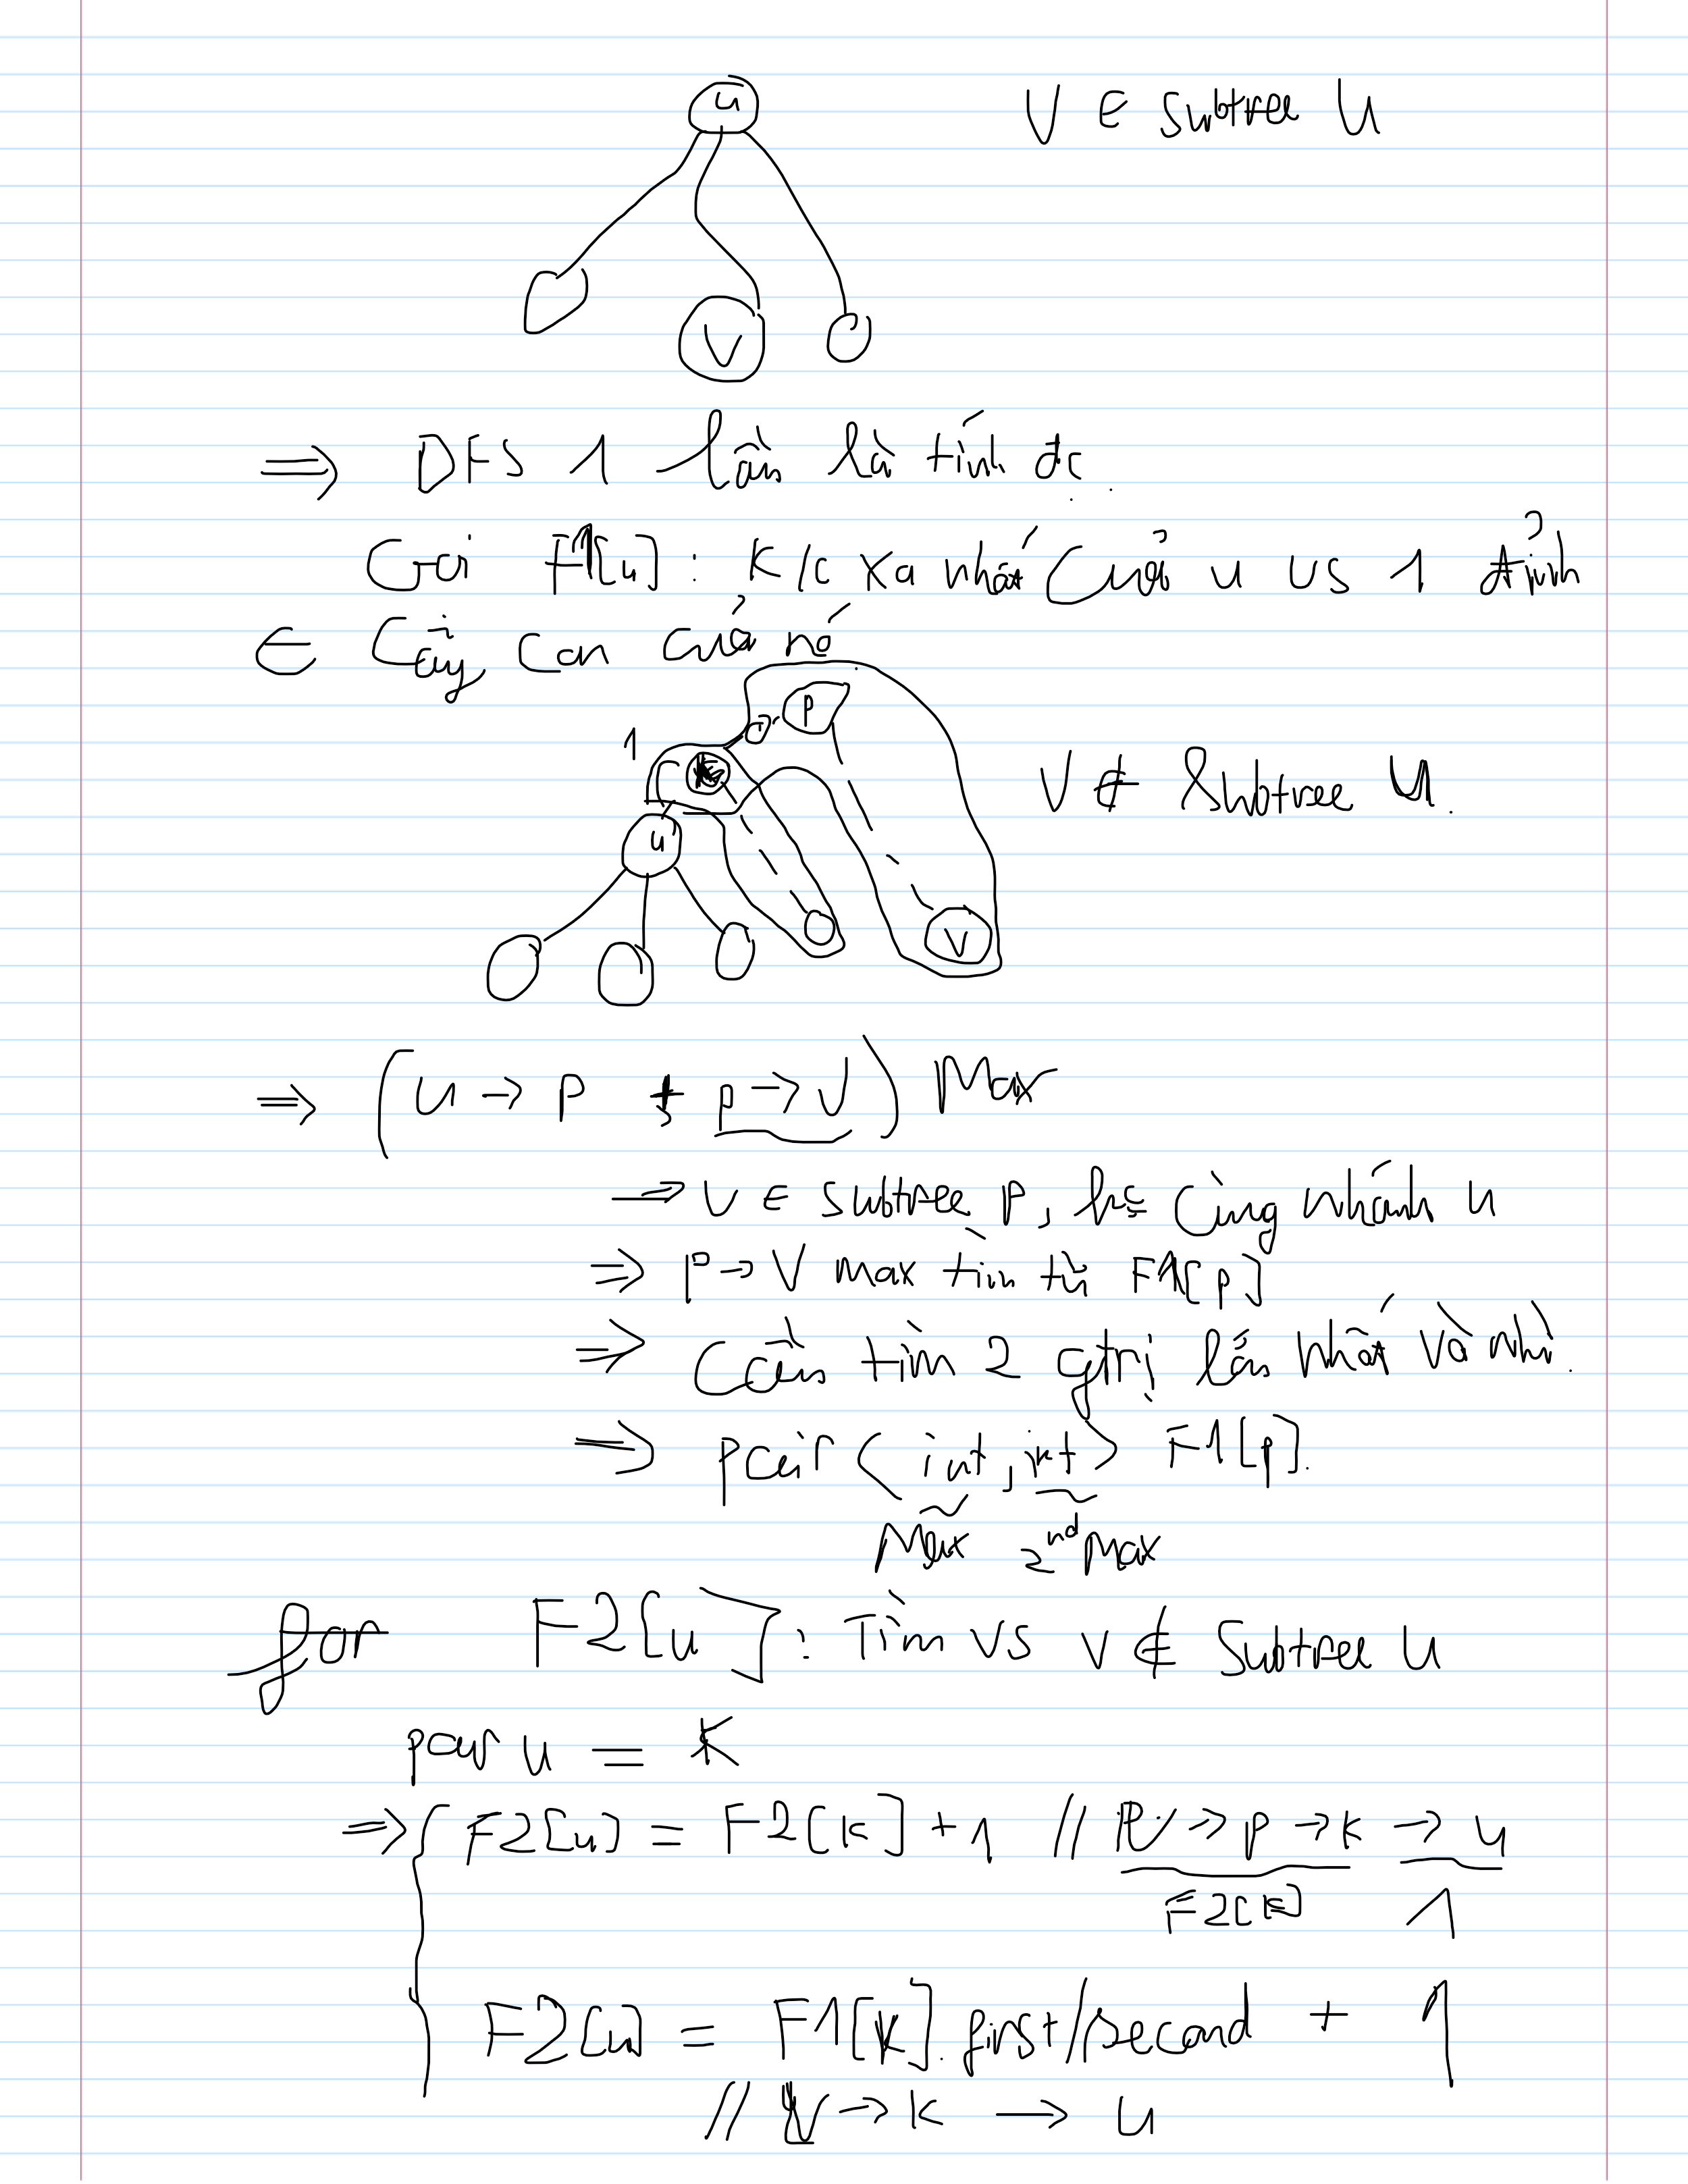 u
V ∈ Subtree U
V
⇒ DFS 1 lần là tính đc.
Gọi F1[u] : K/c xa nhất của u vs 1 đỉnh
∈ Cây con của nó
P
1
u
V
V ∉ Subtree U.
⇒ (u → p + p → V) Max
→ V ∈ subtree p, ko cùng nhánh u
⇒ p → V max tìm từ F1[p]
⇒ Cần tìm 2 gtrị lớn nhất và nhì.
⇒ pair < int, int > F1[p].
Max 2nd Max
for F2[u] : Tìm vs v ∉ Subtree U
par u = K
⇒ F2[u] = F2[k] + 1 // V → p → k → u
F2[k] 1
F2[u] = F1[k].first/second + 1
// V → k → u